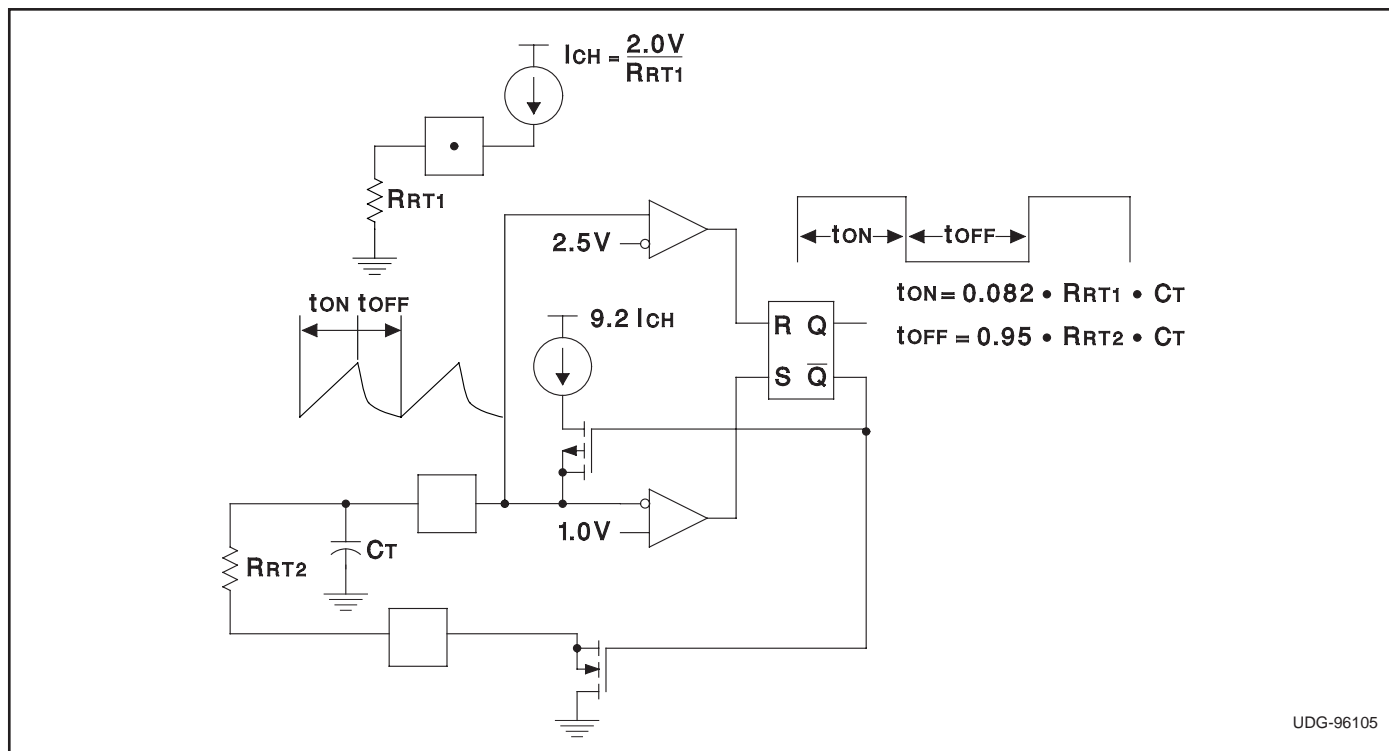 ICH = 2.0V / RRT1
RRT1
2.5V
tON
tOFF
tON = 0.082 • RRT1 • CT
tOFF = 0.95 • RRT2 • CT
tON tOFF
9.2 ICH
R Q
S Q̅
1.0V
CT
RRT2
UDG-96105